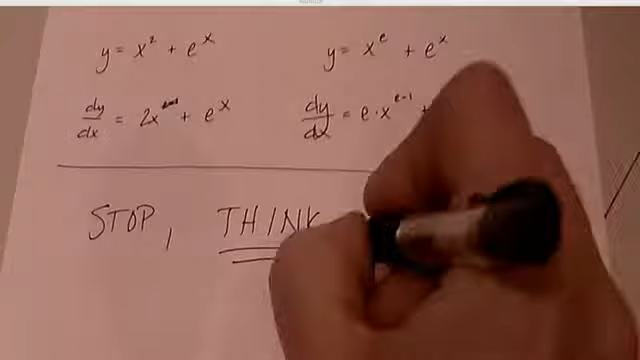 y = x² + eˣ
y = xᵉ + eˣ
dy/dx = 2x + eˣ
dy/dx = e·xᵉ⁻¹ +
STOP, THINK